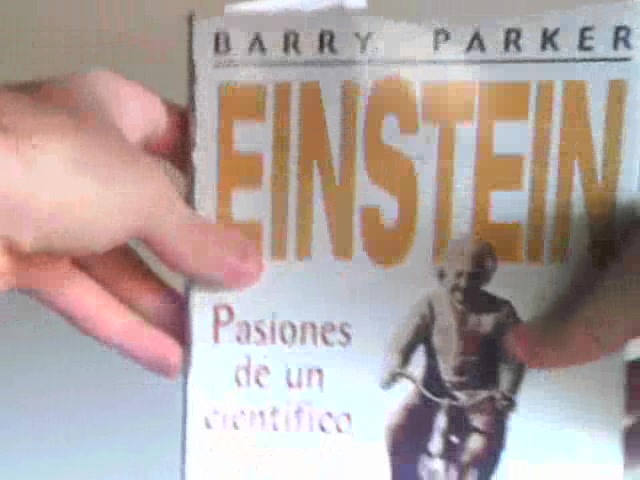 BARRY PARKER
EINSTEIN
Pasiones
de un
científico